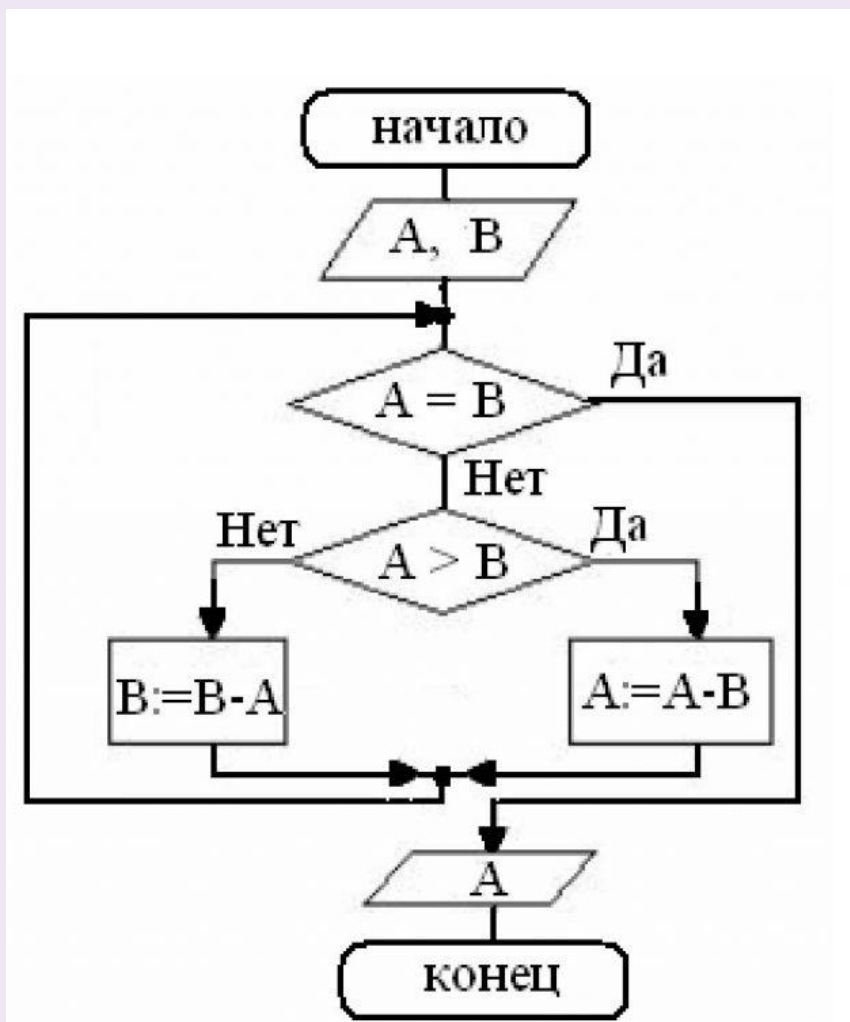 начало
A, B
A = B
Да
Нет
Нет
A > B
Да
B:=B-A
A:=A-B
A
конец